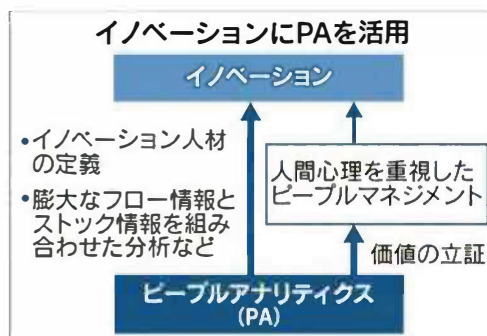 イノベーションにPAを活用
イノベーション
•イノベーション人材
の定義
•膨大なフロー情報と
ストック情報を組み
合わせた分析など
人間心理を重視した
ピープルマネジメント
価値の立証
ピープルアナリティクス
(PA)